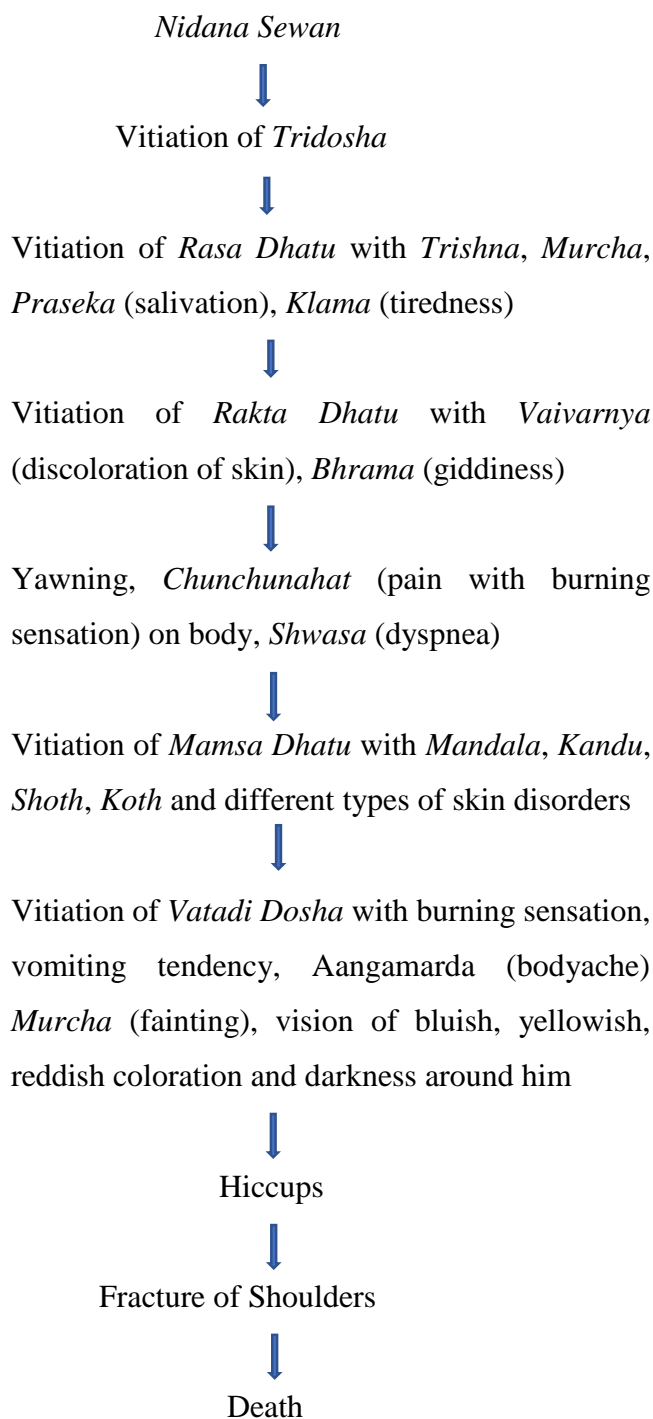 Nidana Sewan
Vitiation of Tridosha
Vitiation of Rasa Dhatu with Trishna, Murcha,
Praseka (salivation), Klama (tiredness)
Vitiation of Rakta Dhatu with Vaivarnya
(discoloration of skin), Bhrama (giddiness)
Yawning, Chunchunahat (pain with burning
sensation) on body, Shwasa (dyspnea)
Vitiation of Mamsa Dhatu with Mandala, Kandu,
Shoth, Koth and different types of skin disorders
Vitiation of Vatadi Dosha with burning sensation,
vomiting tendency, Aangamarda (bodyache)
Murcha (fainting), vision of bluish, yellowish,
reddish coloration and darkness around him
Hiccups
Fracture of Shoulders
Death